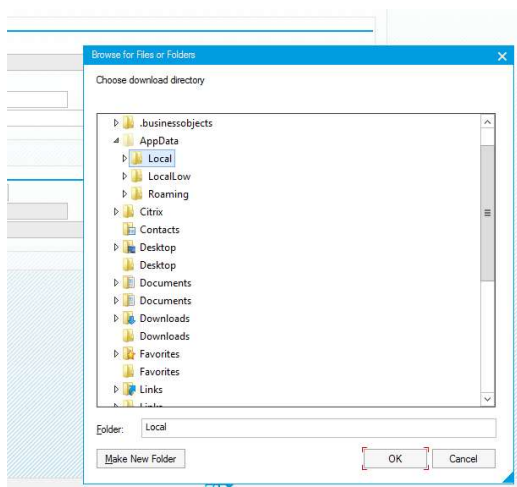 Browse for Files or Folders
Choose download directory
.businessobjects
AppData
Local
LocalLow
Roaming
Citrix
Contacts
Desktop
Desktop
Documents
Documents
Downloads
Downloads
Favorites
Favorites
Links
Links
Folder: Local
Make New Folder OK Cancel